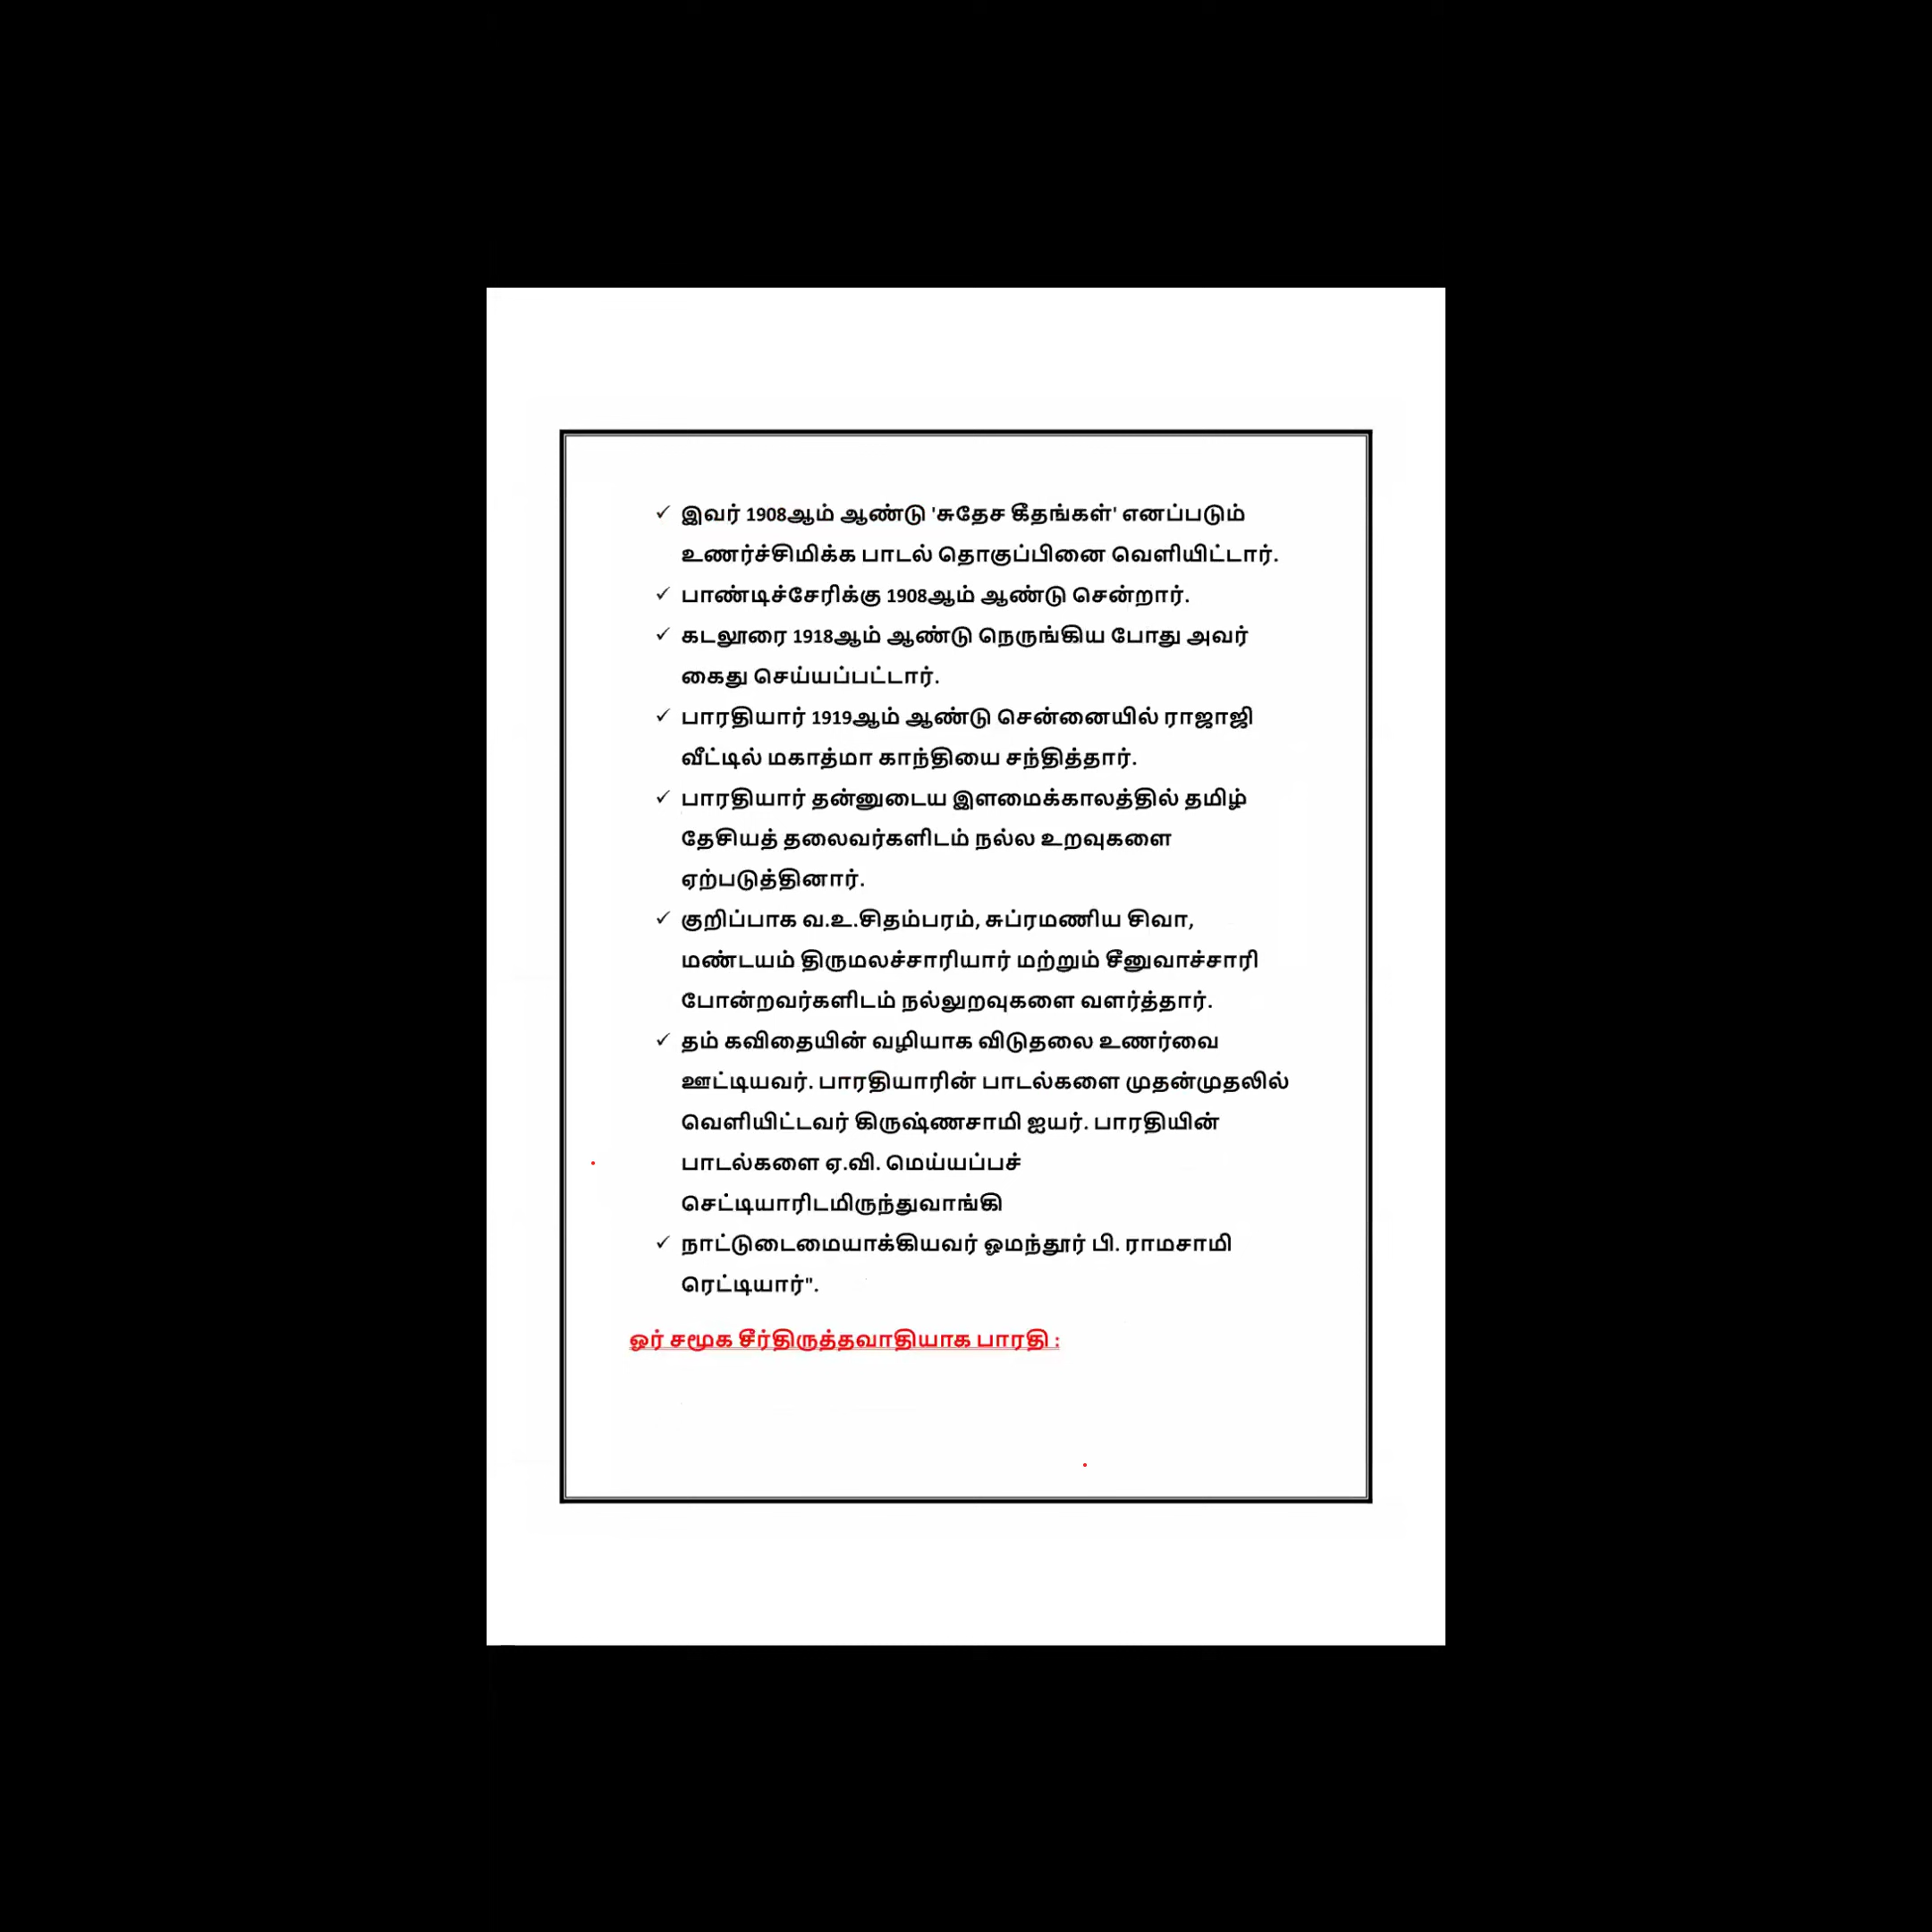 ✓ இவர் 1908ஆம் ஆண்டு 'சுதேச கீதங்கள்' எனப்படும்
உணர்ச்சிமிக்க பாடல் தொகுப்பினை வெளியிட்டார்.
✓ பாண்டிச்சேரிக்கு 1908ஆம் ஆண்டு சென்றார்.
✓ கடலூரை 1918ஆம் ஆண்டு நெருங்கிய போது அவர்
கைது செய்யப்பட்டார்.
✓ பாரதியார் 1919ஆம் ஆண்டு சென்னையில் ராஜாஜி
வீட்டில் மகாத்மா காந்தியை சந்தித்தார்.
✓ பாரதியார் தன்னுடைய இளமைக்காலத்தில் தமிழ்
தேசியத் தலைவர்களிடம் நல்ல உறவுகளை
ஏற்படுத்தினார்.
✓ குறிப்பாக வ.உ.சிதம்பரம், சுப்ரமணிய சிவா,
மண்டயம் திருமலச்சாரியார் மற்றும் சீனுவாச்சாரி
போன்றவர்களிடம் நல்லுறவுகளை வளர்த்தார்.
✓ தம் கவிதையின் வழியாக விடுதலை உணர்வை
ஊட்டியவர். பாரதியாரின் பாடல்களை முதன்முதலில்
வெளியிட்டவர் கிருஷ்ணசாமி ஐயர். பாரதியின்
பாடல்களை ஏ.வி. மெய்யப்பச்
செட்டியாரிடமிருந்துவாங்கி
✓ நாட்டுடைமையாக்கியவர் ஓமந்தூர் பி. ராமசாமி
ரெட்டியார்".
ஓர் சமூக சீர்திருத்தவாதியாக பாரதி :